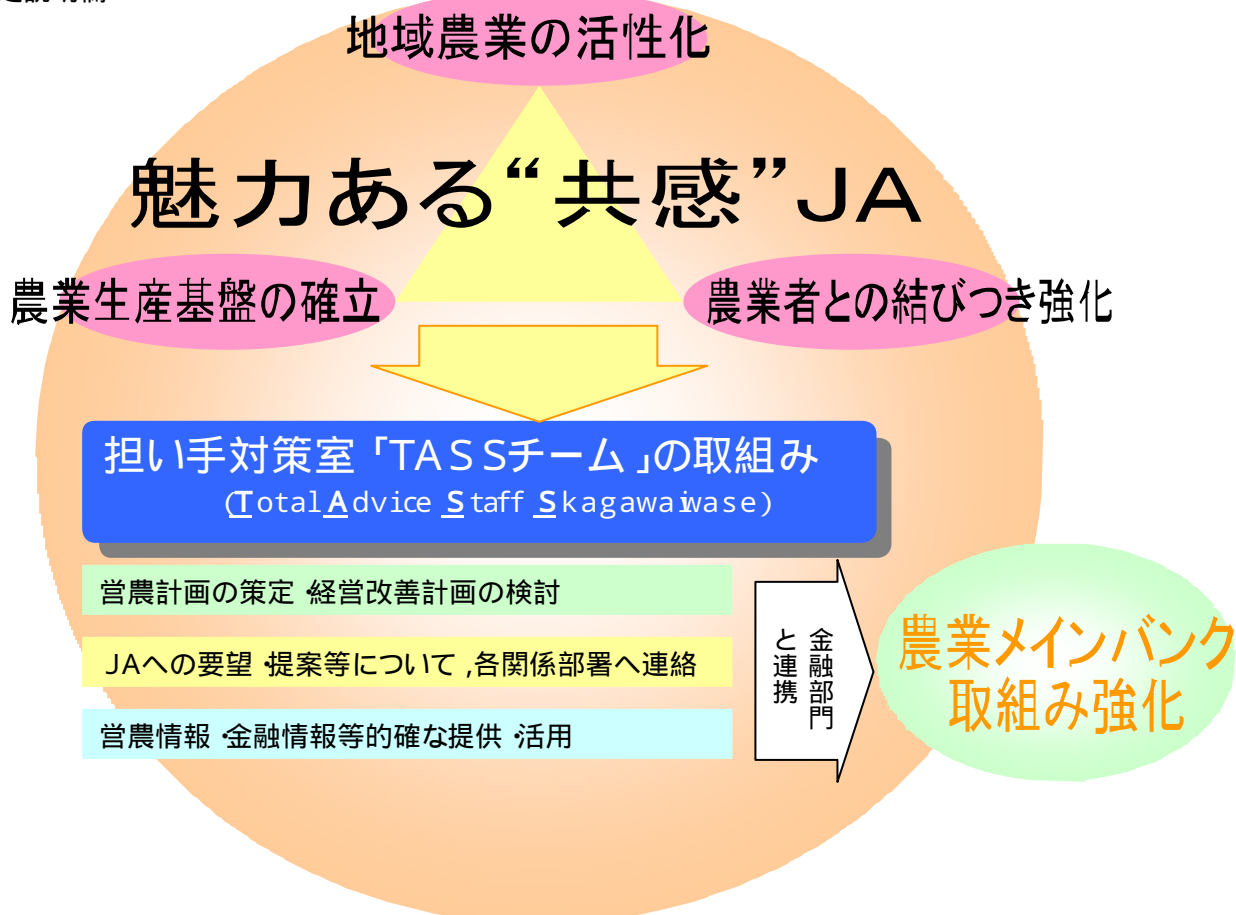 地域農業の活性化
魅力ある“共感”JA
農業生産基盤の確立
農業者との結びつき強化
担い手対策室「TASSチーム」の取組み
(Total Advice Staff Skagawaiwase)
営農計画の策定・経営改善計画の検討
JAへの要望・提案等について,各関係部署へ連絡
営農情報・金融情報等的確な提供・活用
金融部門
と連携
農業メインバンク
取組み強化